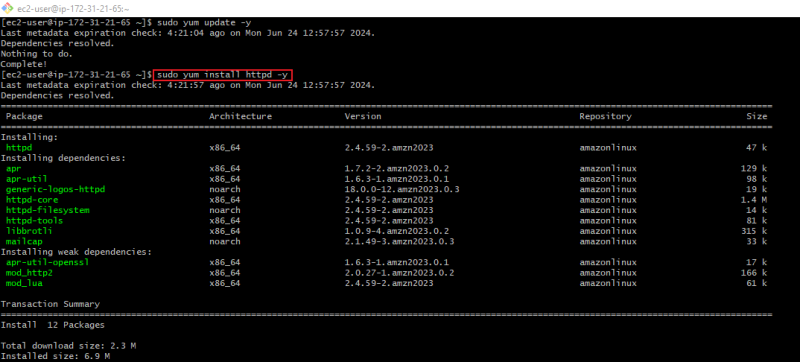 ec2-user@ip-172-31-21-65:~
[ec2-user@ip-172-31-21-65 ~]$ sudo yum update -y
Last metadata expiration check: 4:21:04 ago on Mon Jun 24 12:57:57 2024.
Dependencies resolved.
Nothing to do.
Complete!
[ec2-user@ip-172-31-21-65 ~]$ sudo yum install httpd -y
Last metadata expiration check: 4:21:57 ago on Mon Jun 24 12:57:57 2024.
Dependencies resolved.
Package Architecture Version Repository Size
Installing:
httpd x86_64 2.4.59-2.amzn2023 amazonlinux 47 k
Installing dependencies:
apr x86_64 1.7.2-2.amzn2023.0.2 amazonlinux 129 k
apr-util x86_64 1.6.3-1.amzn2023.0.1 amazonlinux 98 k
generic-logos-httpd noarch 18.0.0-12.amzn2023.0.3 amazonlinux 19 k
httpd-core x86_64 2.4.59-2.amzn2023 amazonlinux 1.4 M
httpd-filesystem noarch 2.4.59-2.amzn2023 amazonlinux 14 k
httpd-tools x86_64 2.4.59-2.amzn2023 amazonlinux 81 k
libbrotli x86_64 1.0.9-4.amzn2023.0.2 amazonlinux 315 k
mailcap noarch 2.1.49-3.amzn2023.0.3 amazonlinux 33 k
Installing weak dependencies:
apr-util-openssl x86_64 1.6.3-1.amzn2023.0.1 amazonlinux 17 k
mod_http2 x86_64 2.0.27-1.amzn2023.0.2 amazonlinux 166 k
mod_lua x86_64 2.4.59-2.amzn2023 amazonlinux 61 k
Transaction Summary
Install 12 Packages
Total download size: 2.3 M
Installed size: 6.9 M